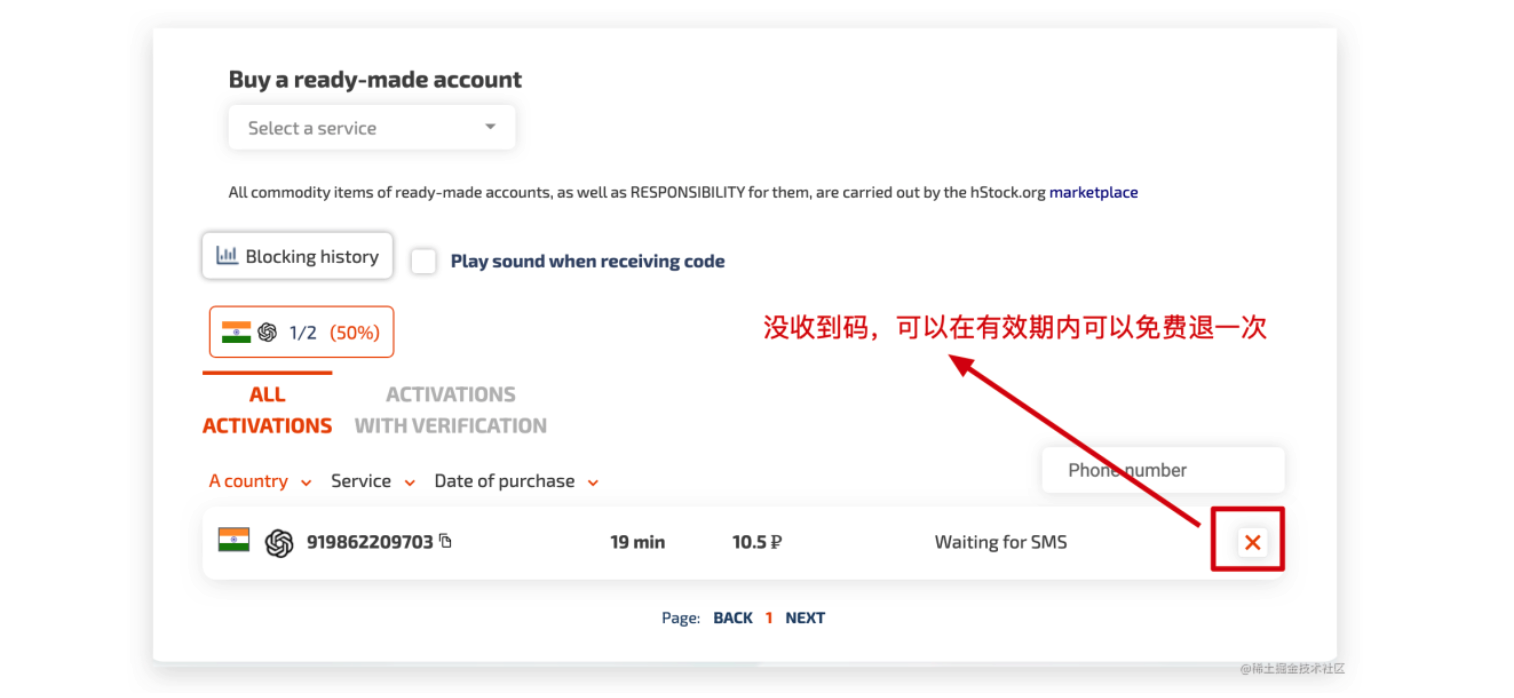 Buy a ready-made account
Select a service
All commodity items of ready-made accounts, as well as RESPONSIBILITY for them, are carried out by the hStock.org marketplace
Blocking history
Play sound when receiving code
1/2 (50%)
没收到码，可以在有效期内可以免费退一次
ALL ACTIVATIONS
ACTIVATIONS WITH VERIFICATION
Phone number
A country Service Date of purchase
919862209703 19 min 10.5 ₽ Waiting for SMS
Page: BACK 1 NEXT
@稀土掘金技术社区